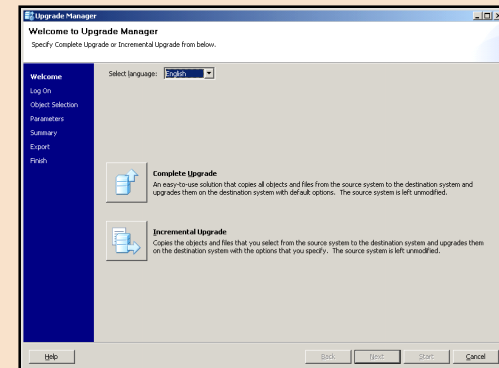 Upgrade Manager
Welcome to Upgrade Manager
Specify Complete Upgrade or Incremental Upgrade from below.
Welcome
Log On
Object Selection
Parameters
Summary
Export
Finish
Select language: English
Complete Upgrade
An easy-to-use solution that copies all objects and files from the source system to the destination system and
upgrades them on the destination system with default options. The source system is left unmodified.
Incremental Upgrade
Copies the objects and files that you select from the source system to the destination system and upgrades them
on the destination system with the options that you specify. The source system is left unmodified.
Help
Back
Next
Start
Cancel